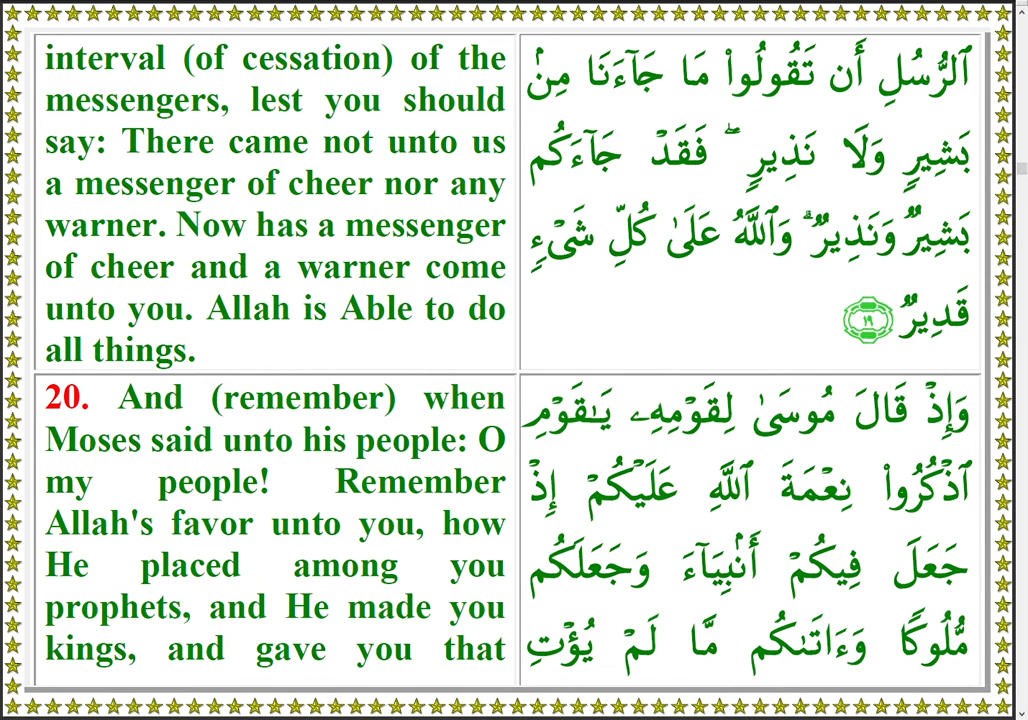 interval (of cessation) of the
messengers, lest you should
say: There came not unto us
a messenger of cheer nor any
warner. Now has a messenger
of cheer and a warner come
unto you. Allah is Able to do
all things.
ٱلرُّسُلِ أَن تَقُولُوا۟ مَا جَآءَنَا مِنۢ
بَشِيرٍۢ وَلَا نَذِيرٍۢ ۖ فَقَدْ جَآءَكُم
بَشِيرٌۭ وَنَذِيرٌۭ ۗ وَٱللَّهُ عَلَىٰ كُلِّ شَىْءٍۢ
قَدِيرٌۭ ١٩
20. And (remember) when
Moses said unto his people: O
my people! Remember
Allah's favor unto you, how
He placed among you
prophets, and He made you
kings, and gave you that
وَإِذْ قَالَ مُوسَىٰ لِقَوْمِهِۦ يَـٰقَوْمِ
ٱذْكُرُوا۟ نِعْمَةَ ٱللَّهِ عَلَيْكُمْ إِذْ
جَعَلَ فِيكُمْ أَنۢبِيَآءَ وَجَعَلَكُم
مُّلُوكًۭا وَءَاتَىٰكُم مَّا لَمْ يُؤْتِ